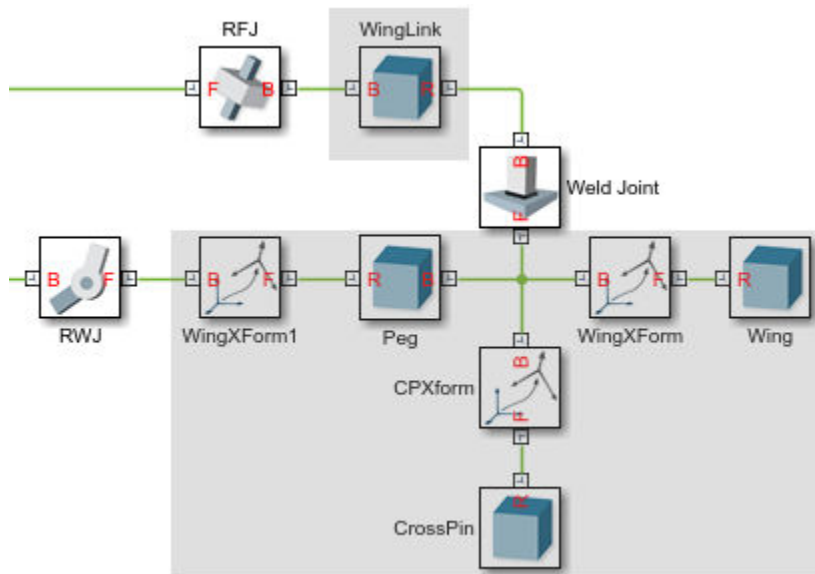 RFJ
WingLink
F B
B R
B
Weld Joint
F
B F
B F
R B
B F
R
RWJ
WingXForm1
Peg
WingXForm
Wing
B
CPXform
F
R
CrossPin